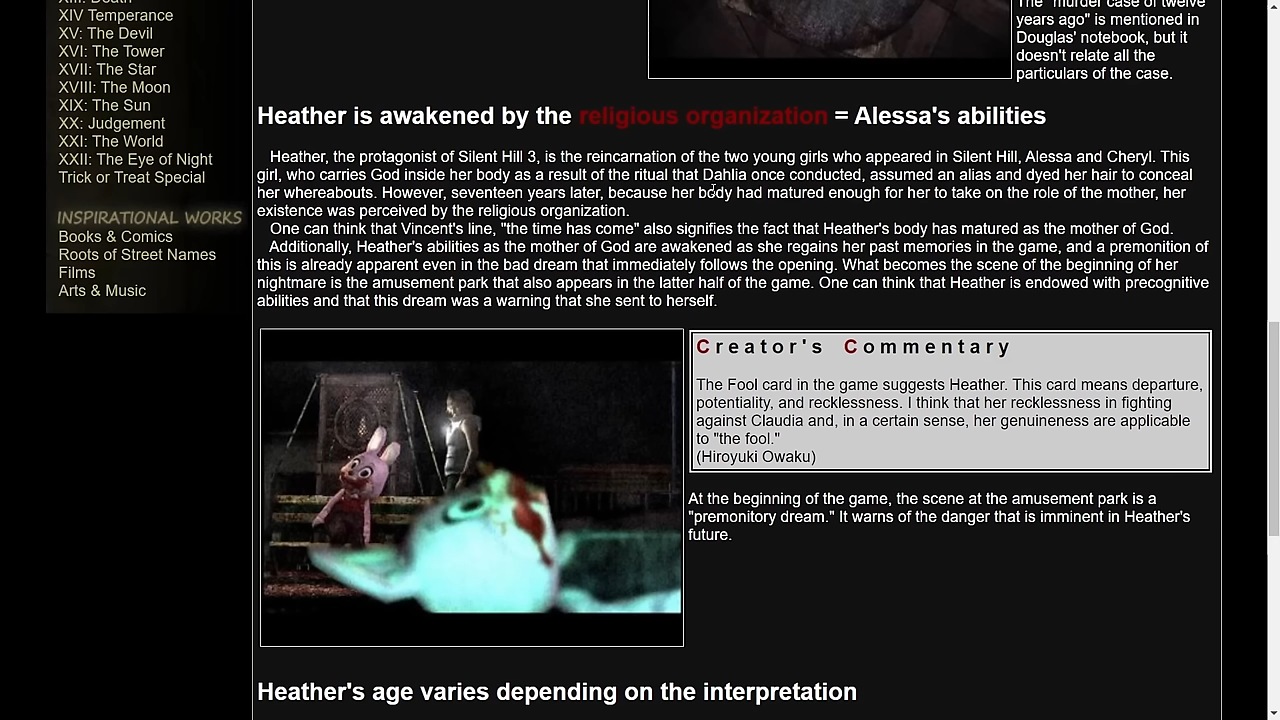 XIII: Death
XIV Temperance
XV: The Devil
XVI: The Tower
XVII: The Star
XVIII: The Moon
XIX: The Sun
XX: Judgement
XXI: The World
XXII: The Eye of Night
Trick or Treat Special
INSPIRATIONAL WORKS
Books & Comics
Roots of Street Names
Films
Arts & Music
The "murder case of twelve
years ago" is mentioned in
Douglas' notebook, but it
doesn't relate all the
particulars of the case.
Heather is awakened by the religious organization = Alessa's abilities
Heather, the protagonist of Silent Hill 3, is the reincarnation of the two young girls who appeared in Silent Hill, Alessa and Cheryl. This
girl, who carries God inside her body as a result of the ritual that Dahlia once conducted, assumed an alias and dyed her hair to conceal
her whereabouts. However, seventeen years later, because her body had matured enough for her to take on the role of the mother, her
existence was perceived by the religious organization.
One can think that Vincent's line, "the time has come" also signifies the fact that Heather's body has matured as the mother of God.
Additionally, Heather's abilities as the mother of God are awakened as she regains her past memories in the game, and a premonition of
this is already apparent even in the bad dream that immediately follows the opening. What becomes the scene of the beginning of her
nightmare is the amusement park that also appears in the latter half of the game. One can think that Heather is endowed with precognitive
abilities and that this dream was a warning that she sent to herself.
Creator's Commentary
The Fool card in the game suggests Heather. This card means departure,
potentiality, and recklessness. I think that her recklessness in fighting
against Claudia and, in a certain sense, her genuineness are applicable
to "the fool."
(Hiroyuki Owaku)
At the beginning of the game, the scene at the amusement park is a
"premonitory dream." It warns of the danger that is imminent in Heather's
future.
Heather's age varies depending on the interpretation